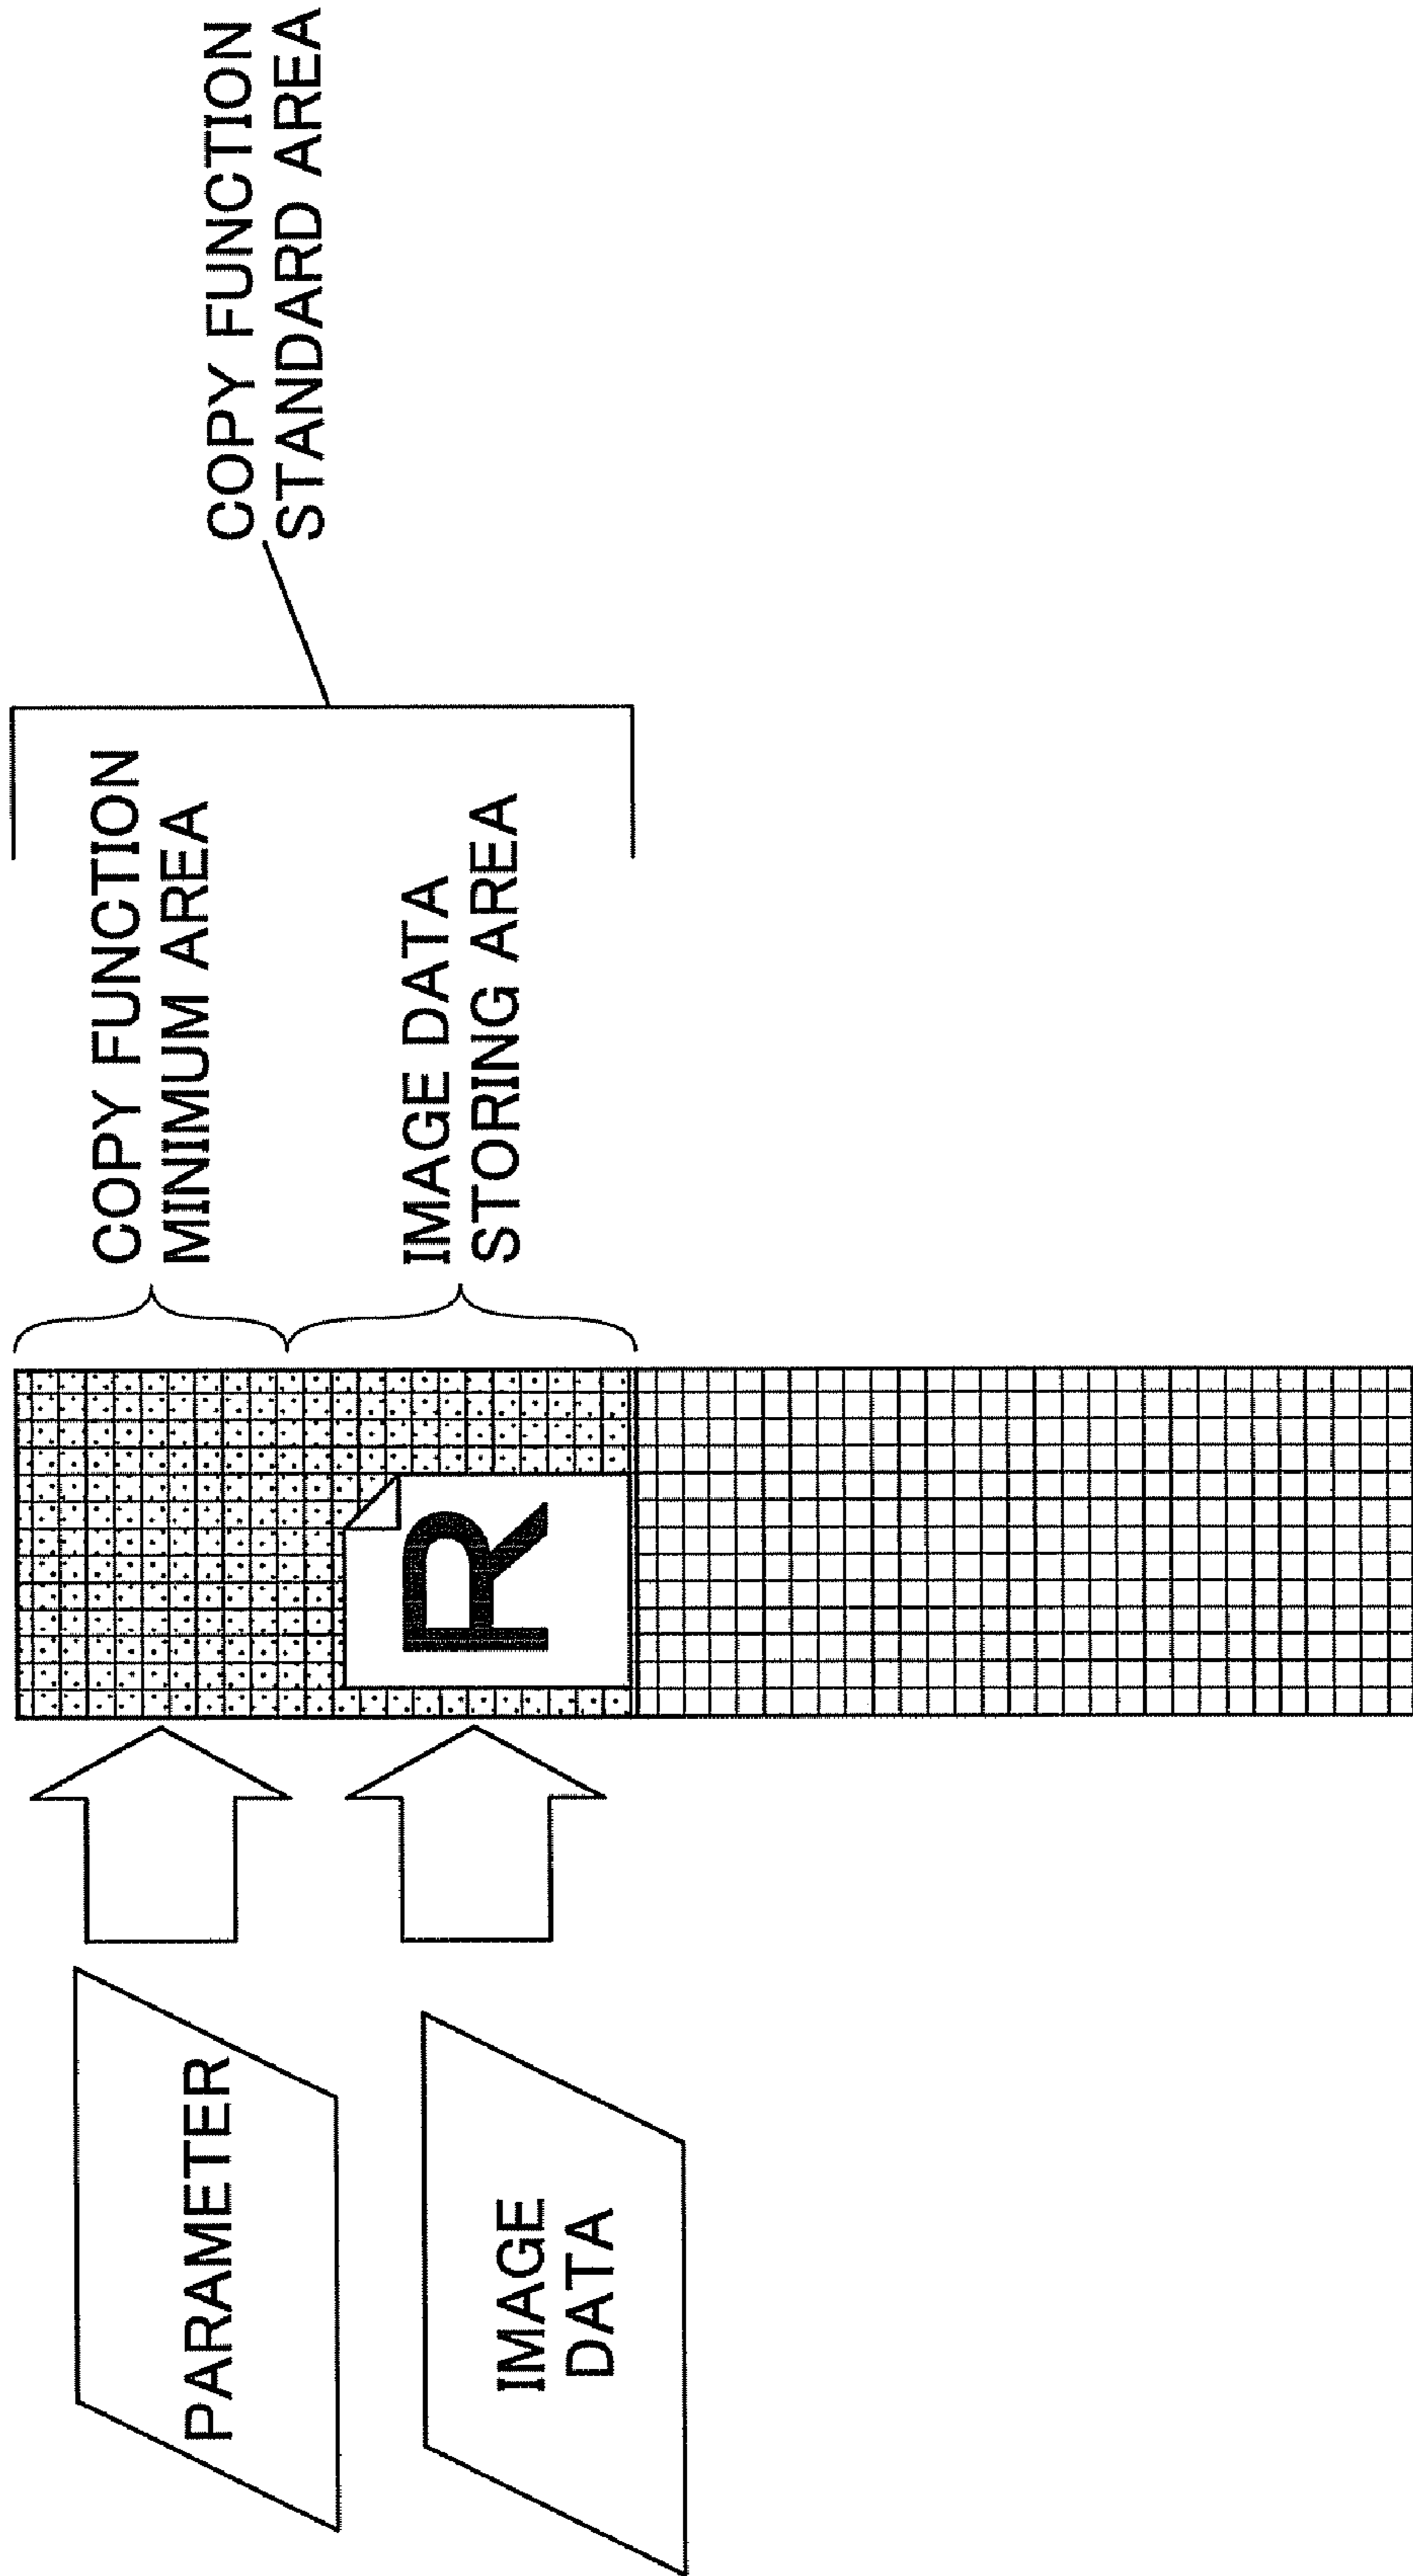 PARAMETER
IMAGE
DATA
R
COPY FUNCTION
MINIMUM AREA
IMAGE DATA
STORING AREA
COPY FUNCTION
STANDARD AREA